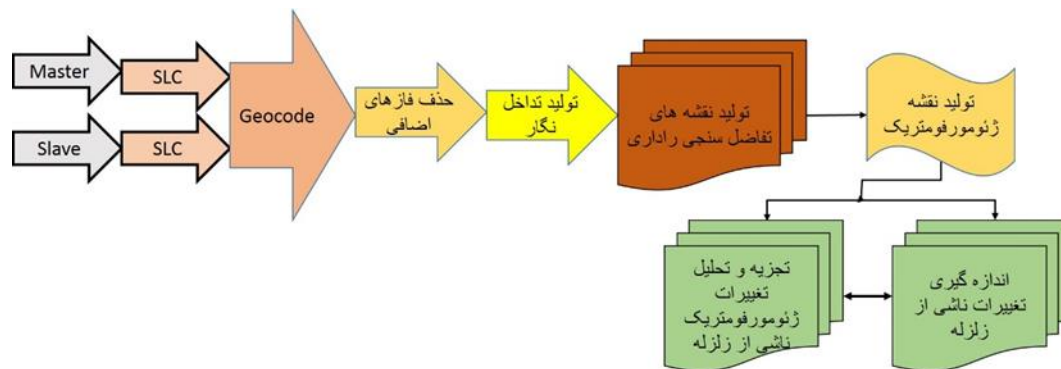 Master
SLC
Slave
SLC
Geocode
حذف فازهای
اضافی
تولید تداخل
نگار
تولید نقشه های
تفاضل سنجی راداری
تولید نقشه
ژئومورفومتریک
تجزیه و تحلیل
تغییرات
ژئومورفومتریک
ناشی از زلزله
اندازه گیری
تغییرات ناشی از
زلزله